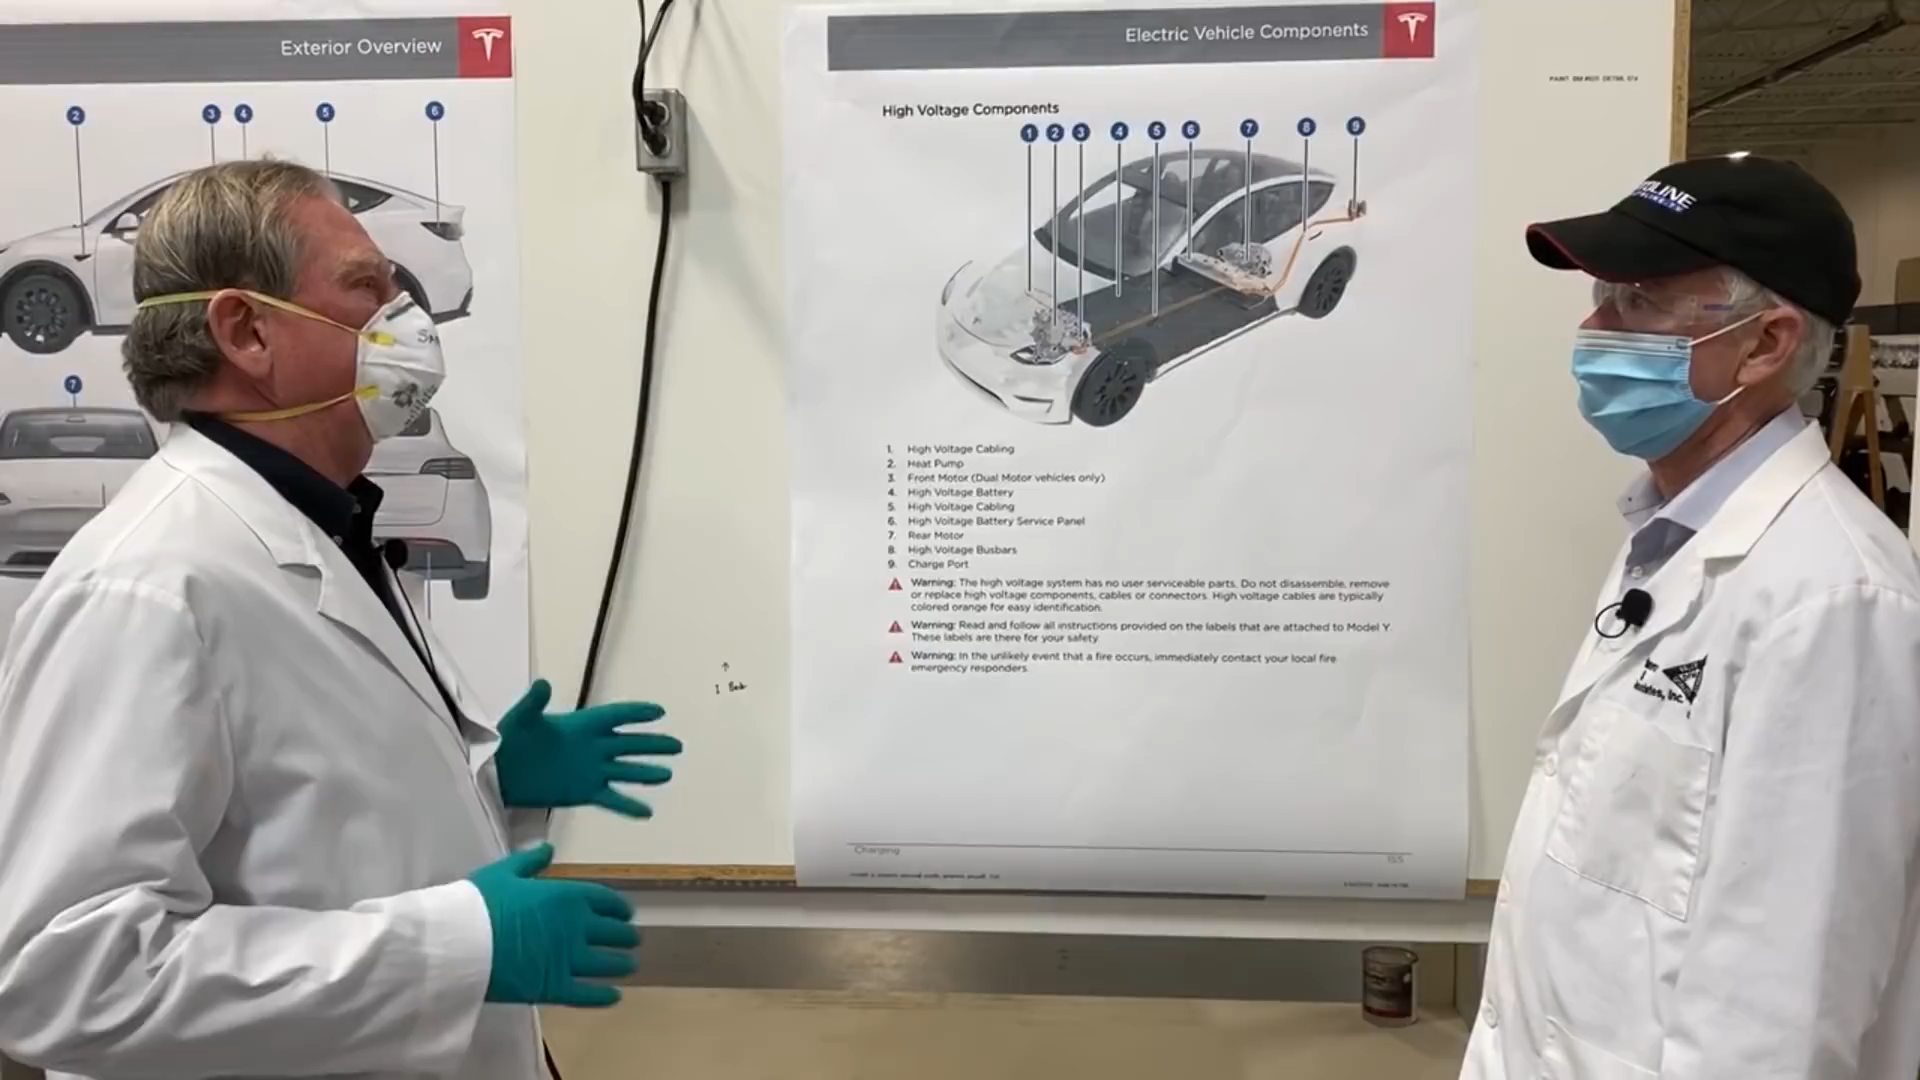 Exterior Overview
2 3 4 5 6
7
Electric Vehicle Components
High Voltage Components
1 2 3 4 5 6 7 8 9
1. High Voltage Cabling
2. Heat Pump
3. Front Motor (Dual Motor vehicles only)
4. High Voltage Battery
5. High Voltage Cabling
6. High Voltage Battery Service Panel
7. Rear Motor
8. High Voltage Busbars
9. Charge Port
Warning: The high voltage system has no user serviceable parts. Do not disassemble, remove
or replace high voltage components, cables or connectors. High voltage cables are typically
colored orange for easy identification.
Warning: Read and follow all instructions provided on the labels that are attached to Model Y.
These labels are there for your safety.
Warning: In the unlikely event that a fire occurs, immediately contact your local fire
emergency responders.
Charging
155